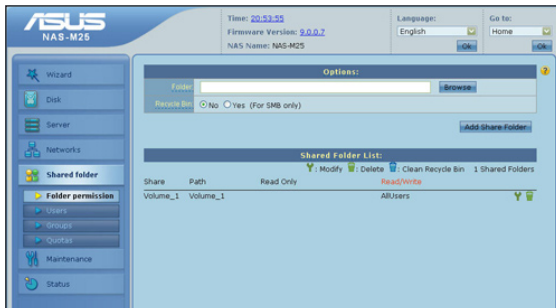 ASUS
NAS-M25
Time: 20:53:55
Firmware Version: 9.0.0.7
NAS Name: NAS-M25
Language:
English
Ok
Go to:
Home
Ok
Wizard
Disk
Server
Networks
Shared folder
Folder permission
Users
Groups
Quotas
Maintenance
Status
Options:
Folder
Browse
Recycle Bin
No Yes (For SMB only)
Add Share Folder
Shared Folder List:
: Modify : Delete : Clean Recycle Bin 1 Shared Folders
Share Path Read Only Read/Write
Volume_1 Volume_1 AllUsers